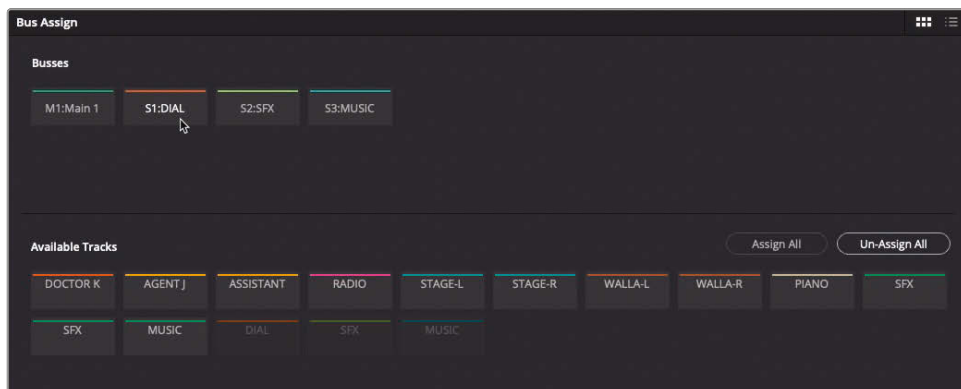 Bus Assign
Busses
M1:Main 1 S1:DIAL S2:SFX S3:MUSIC
Available Tracks Assign All Un-Assign All
DOCTOR K AGENT J ASSISTANT RADIO STAGE-L STAGE-R WALLA-L WALLA-R PIANO SFX
SFX MUSIC DIAL SFX MUSIC